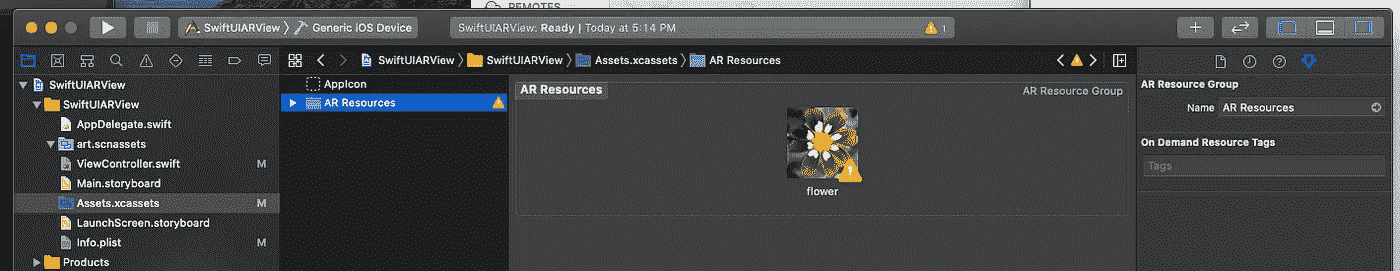 REMOTES
SwiftUIARView Generic iOS Device
SwiftUIARView: Ready | Today at 5:14 PM
1
SwiftUIARView SwiftUIARView Assets.xcassets AR Resources
SwiftUIARView
SwiftUIARView
AppDelegate.swift
art.scnassets
ViewController.swift M
Main.storyboard
Assets.xcassets M
LaunchScreen.storyboard
Info.plist M
Products
AppIcon
AR Resources
AR Resources
AR Resource Group
flower
AR Resource Group
Name AR Resources
On Demand Resource Tags
Tags